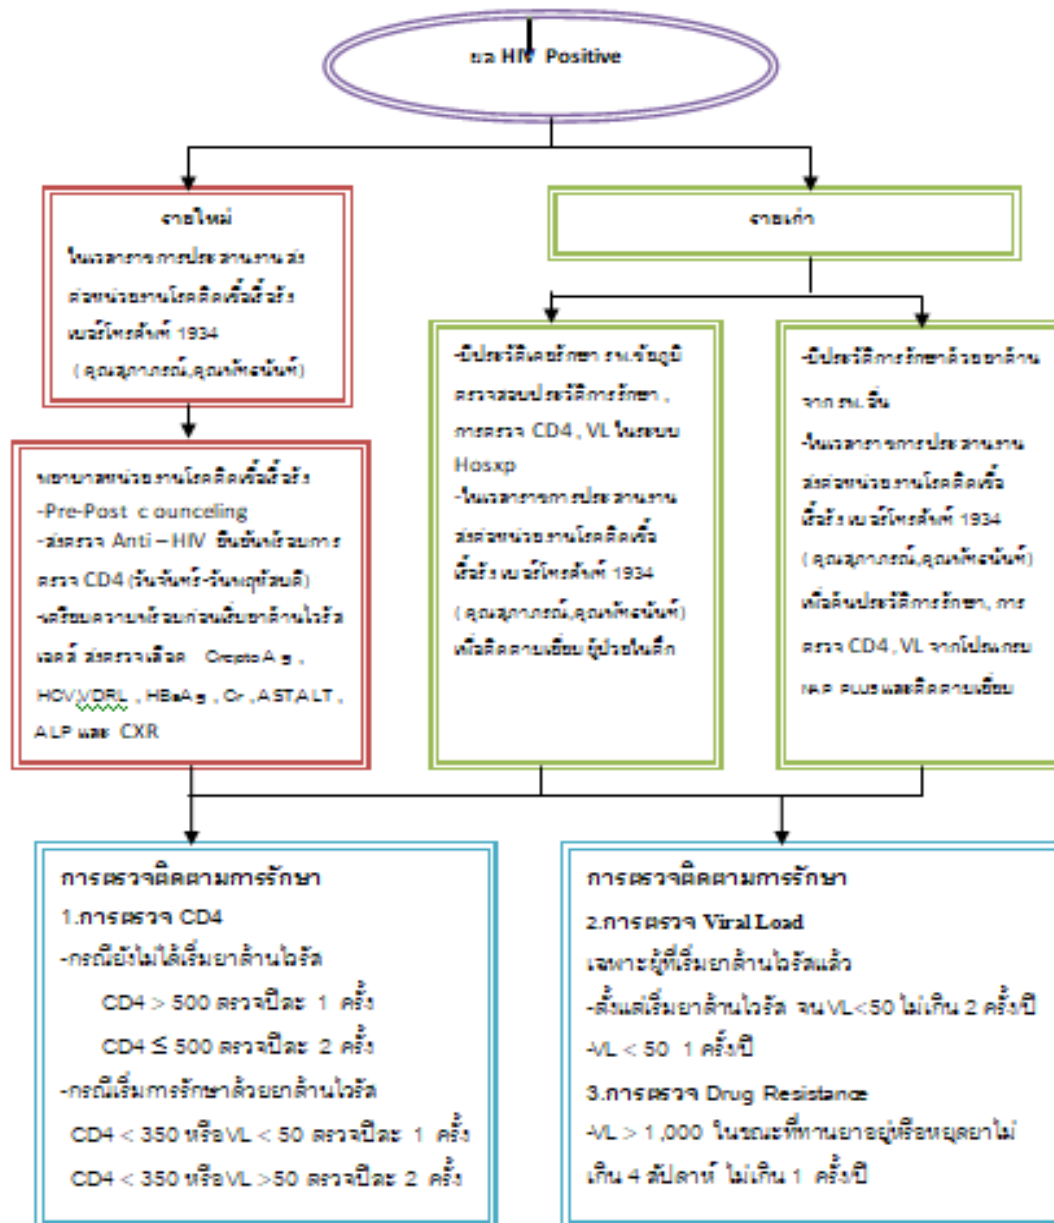 ผล HIV Positive
รายใหม่
ในเวลาราชการประสานงานส่ง
ต่อหน่วยงานโรคติดเชื้อเรื้อรัง
เบอร์โทรศัพท์ 1934
( คุณสุภาภรณ์,คุณพัทธนันท์)
พยาบาลหน่วยงานโรคติดเชื้อเรื้อรัง
-Pre-Post c ounceling
-ส่งตรวจ Anti – HIV ยืนยันพร้อมการ
ตรวจ CD4 (วันจันทร์-วันพฤหัสบดี)
-เตรียมความพร้อมก่อนเริ่มยาต้านไวรัส
เอดส์ ส่งตรวจเลือด CreptoAg ,
HCV,VDRL , HBsAg , Cr , AST,ALT ,
ALP และ CXR
รายเก่า
-มีประวัติเคยรักษา รพ.ชัยภูมิ
ตรวจสอบประวัติการรักษา ,
การตรวจ CD4 , VL ในระบบ
Hosxp
-ในเวลาราชการประสานงาน
ส่งต่อหน่วยงานโรคติดเชื้อ
เรื้อรัง เบอร์โทรศัพท์ 1934
( คุณสุภาภรณ์,คุณพัทธนันท์)
เพื่อติดตามเยี่ยมผู้ป่วยในตึก
-มีประวัติการรักษาด้วยยาต้าน
จาก รพ. อื่น
-ในเวลาราชการประสานงาน
ส่งต่อหน่วยงานโรคติดเชื้อ
เรื้อรัง เบอร์โทรศัพท์ 1934
( คุณสุภาภรณ์,คุณพัทธนันท์)
เพื่อค้นประวัติการรักษา, การ
ตรวจ CD4 , VL จากโปรแกรม
NAP PLUS และติดตามเยี่ยม
การตรวจติดตามการรักษา
1.การตรวจ CD4
-กรณียังไม่ได้เริ่มยาต้านไวรัส
CD4 > 500 ตรวจปีละ 1 ครั้ง
CD4 ≤ 500 ตรวจปีละ 2 ครั้ง
-กรณีเริ่มการรักษาด้วยยาต้านไวรัส
CD4 < 350 หรือ VL < 50 ตรวจปีละ 1 ครั้ง
CD4 < 350 หรือ VL >50 ตรวจปีละ 2 ครั้ง
การตรวจติดตามการรักษา
2.การตรวจ Viral Load
เฉพาะผู้ที่เริ่มยาต้านไวรัสแล้ว
-ตั้งแต่เริ่มยาต้านไวรัส จน VL<50 ไม่เกิน 2 ครั้ง/ปี
-VL < 50 1 ครั้ง/ปี
3.การตรวจ Drug Resistance
-VL > 1,000 ในขณะที่ทานยาอยู่หรือหยุดยาไม่
เกิน 4 สัปดาห์ ไม่เกิน 1 ครั้ง/ปี